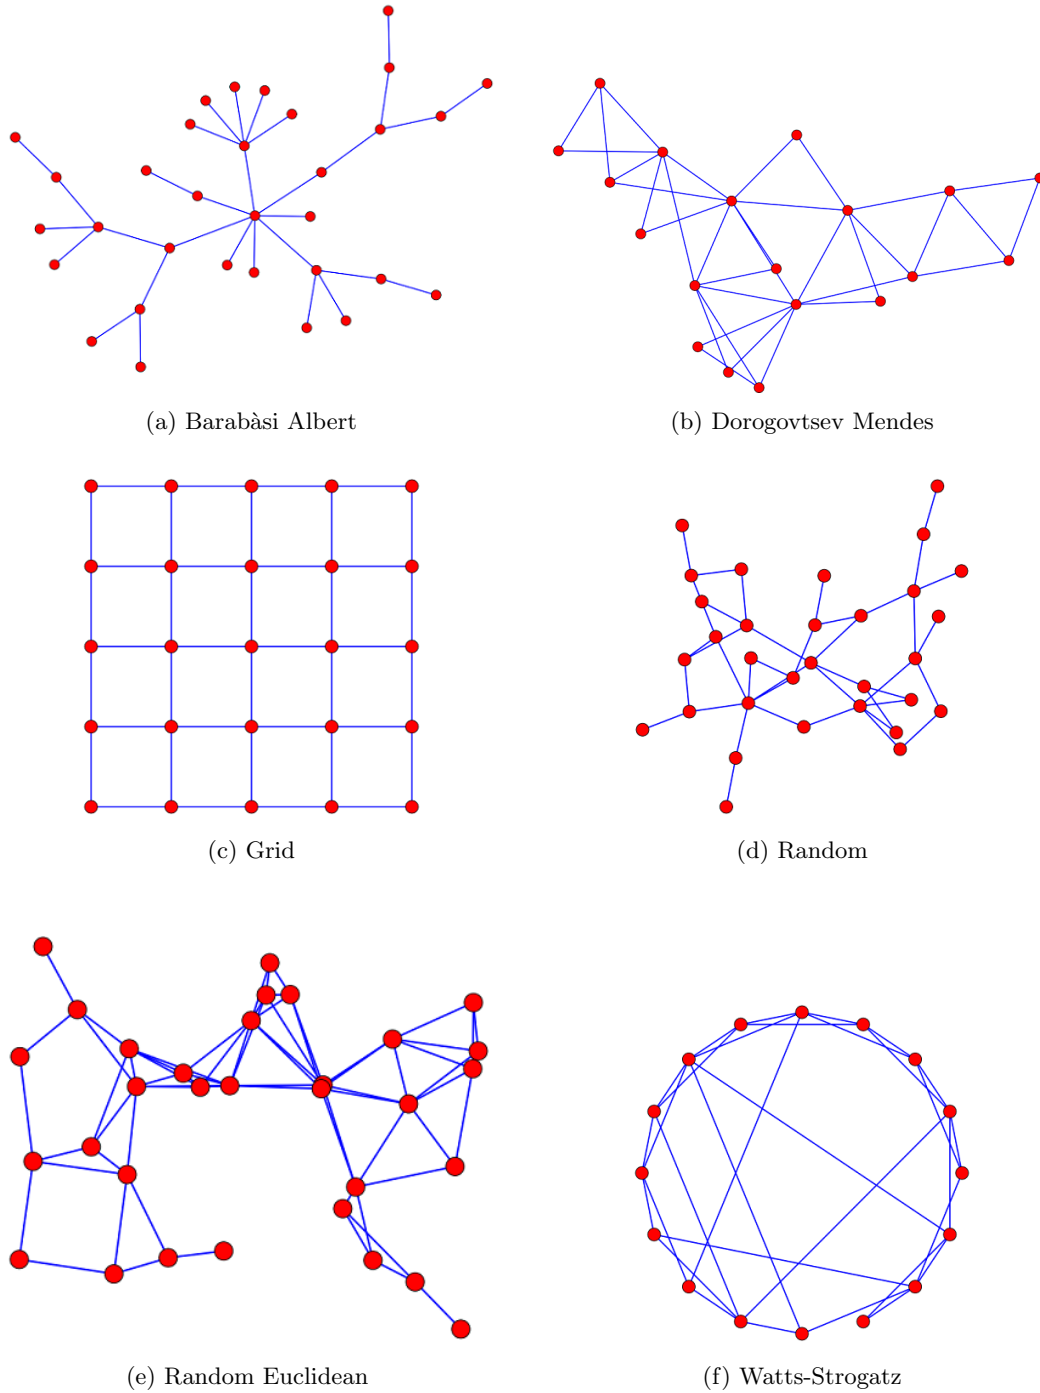 (a) Barabàsi Albert
(b) Dorogovtsev Mendes
(c) Grid
(d) Random
(e) Random Euclidean
(f) Watts-Strogatz